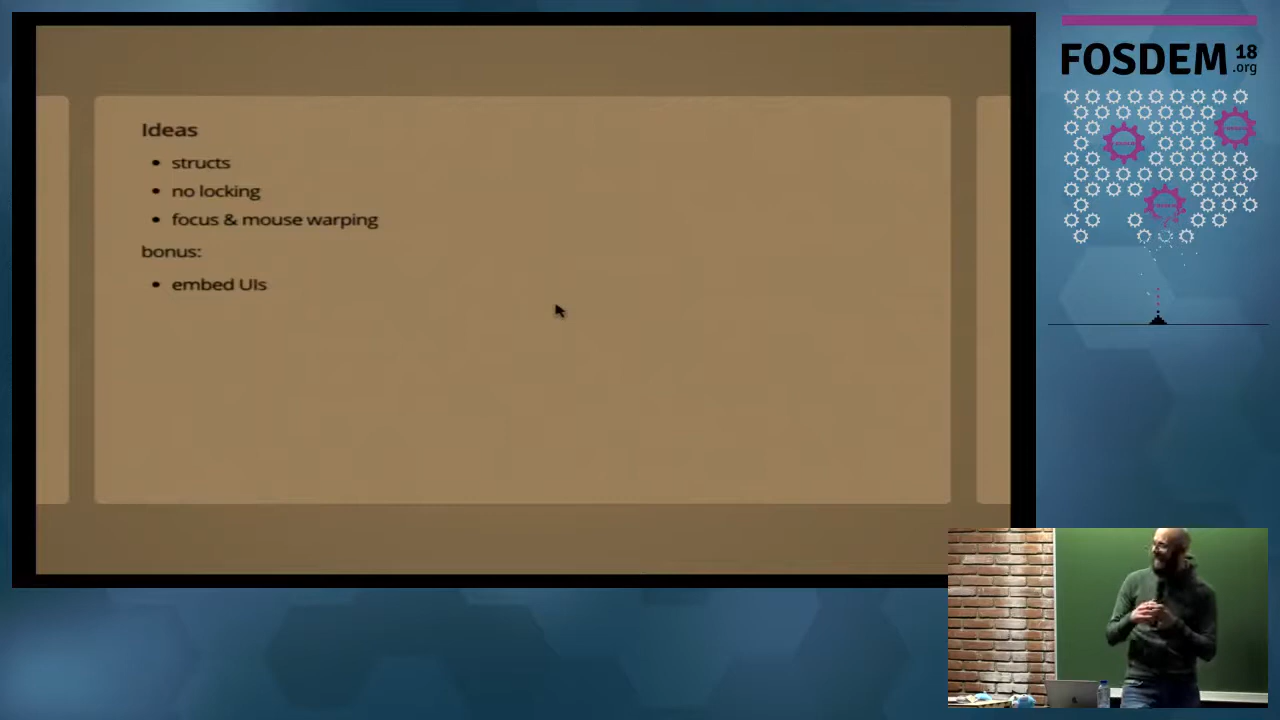 Ideas
• structs
• no locking
• focus & mouse warping
bonus:
• embed UIs
FOSDEM 18
.org